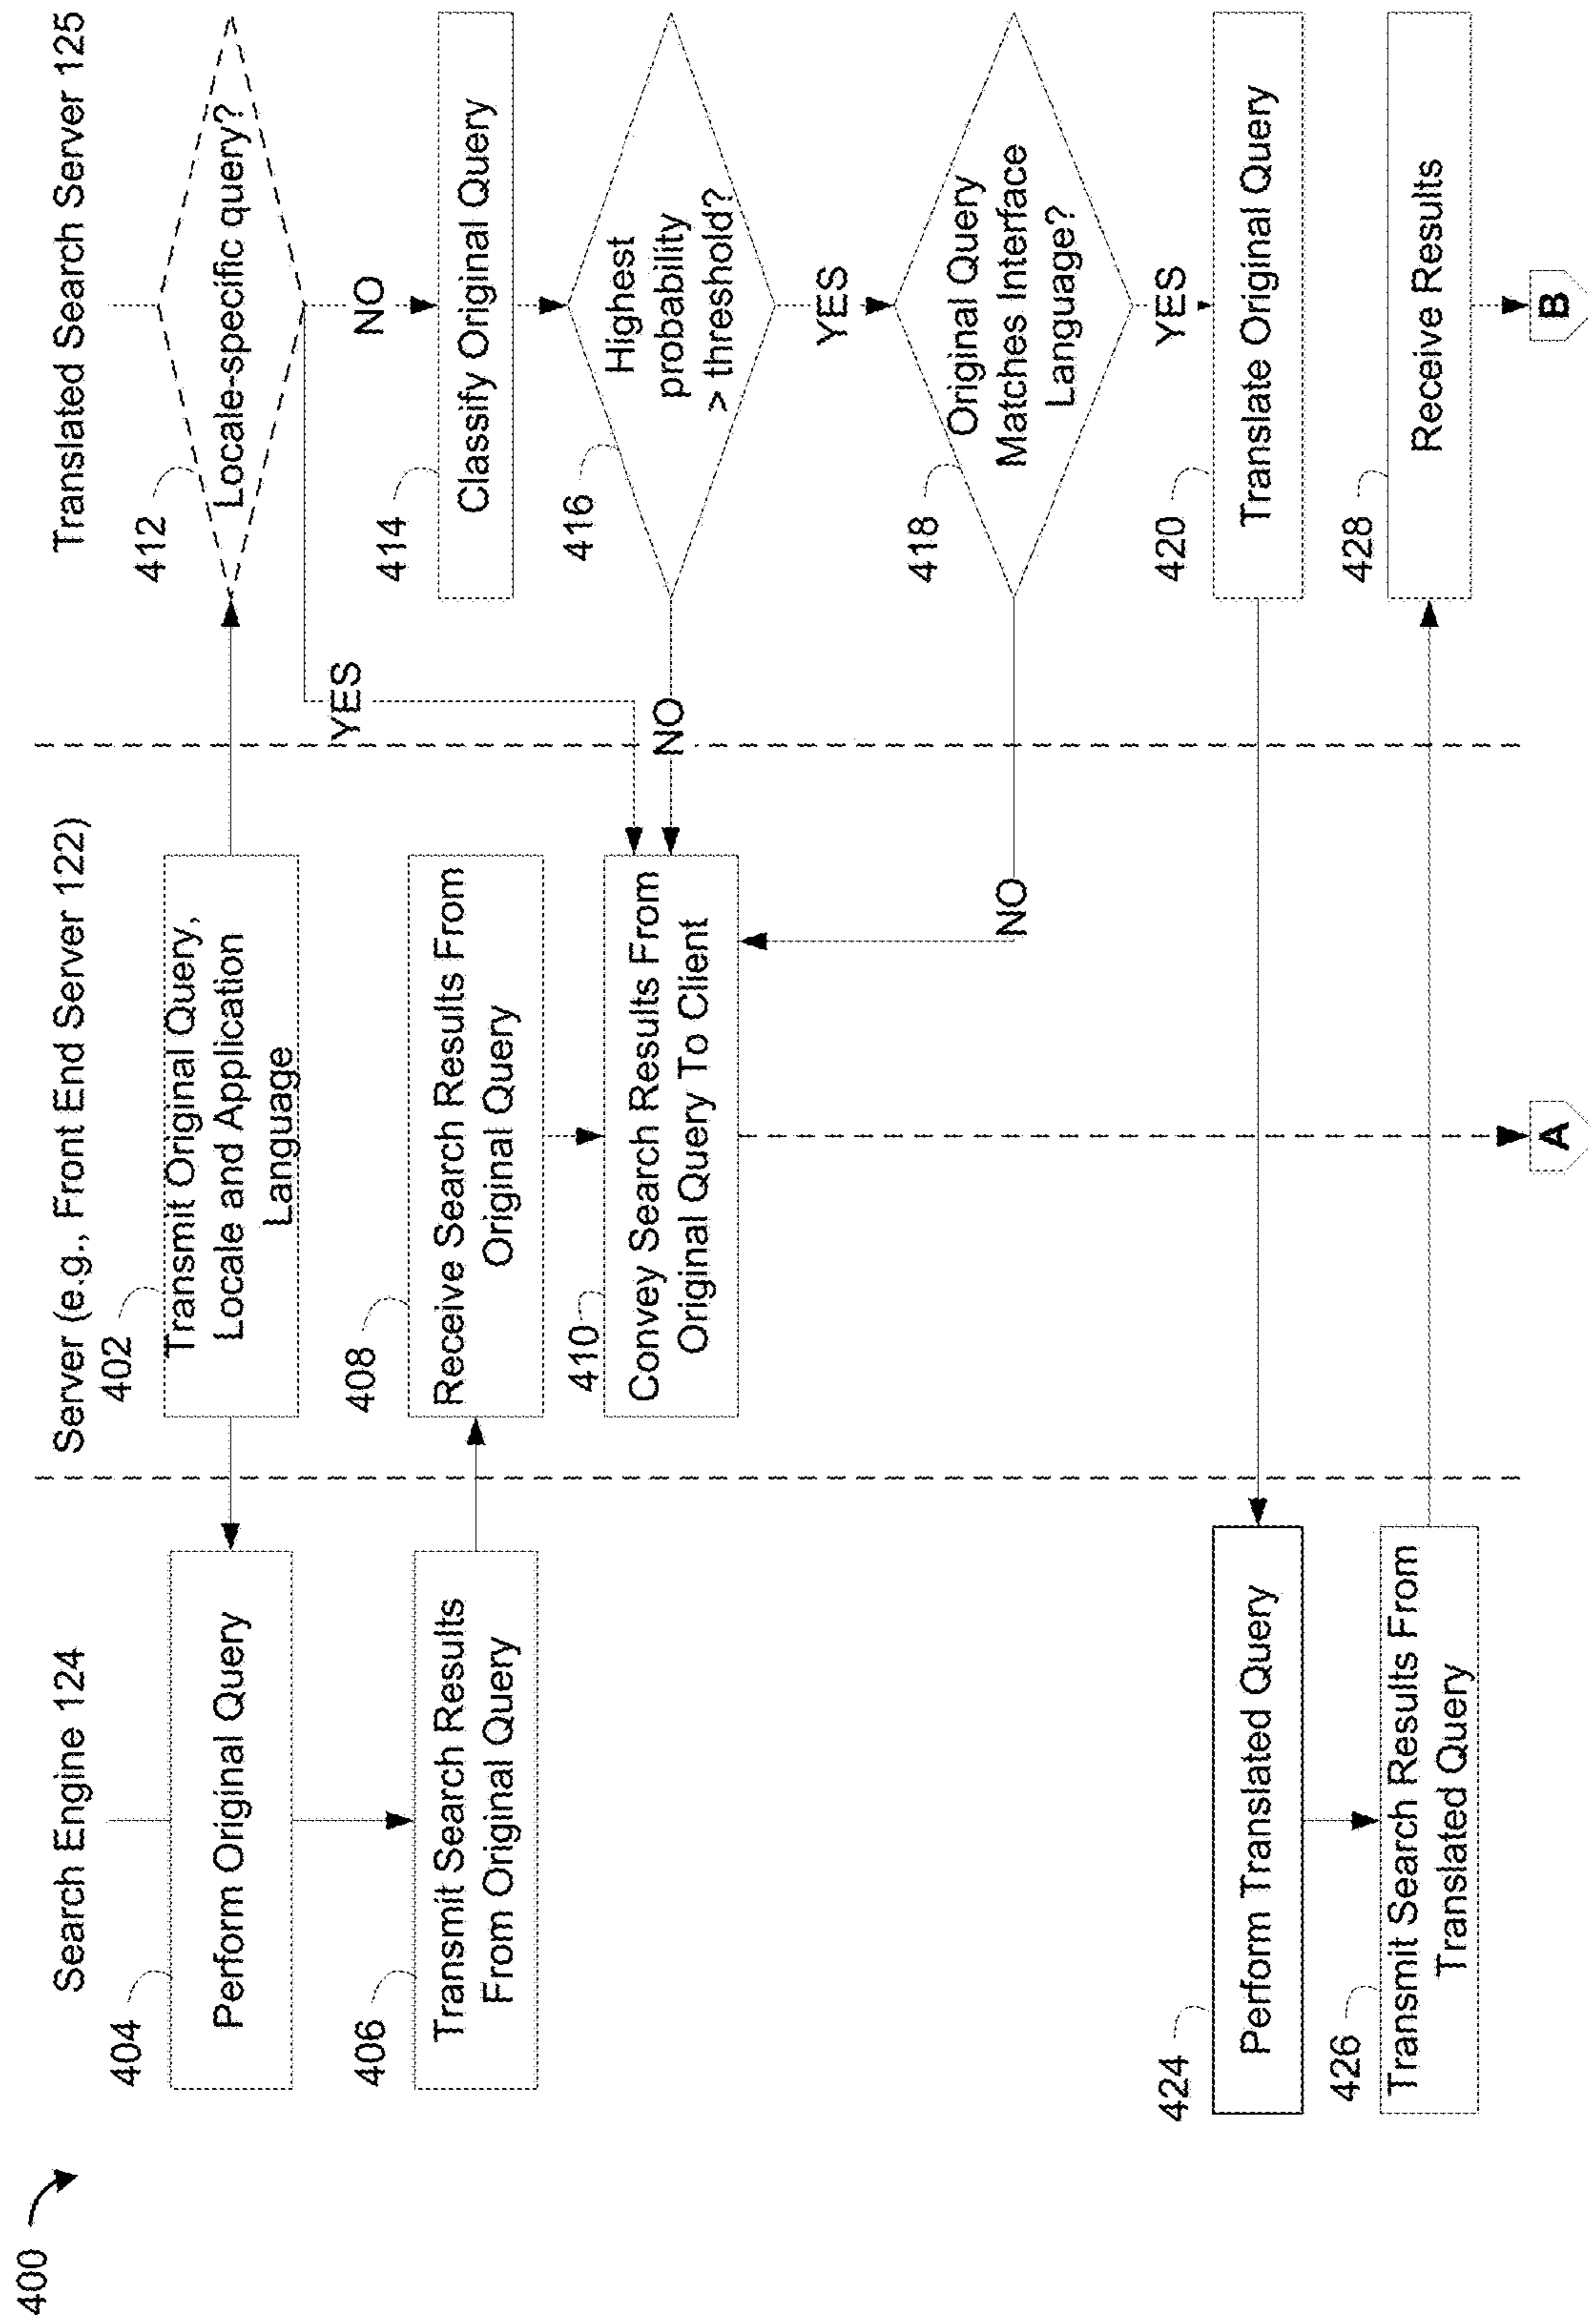 400
Search Engine 124
404
Perform Original Query
406
Transmit Search Results
From Original Query
424
Perform Translated Query
426
Transmit Search Results From
Translated Query
Server (e.g., Front End Server 122)
402
Transmit Original Query,
Locale and Application
Language
408
Receive Search Results From
Original Query
410
Convey Search Results From
Original Query To Client
A
Translated Search Server 125
412
Locale-specific query?
YES
NO
414
Classify Original Query
416
Highest
probability
> threshold?
NO
YES
418
Original Query
Matches Interface
Language?
NO
YES
420
Translate Original Query
428
Receive Results
B